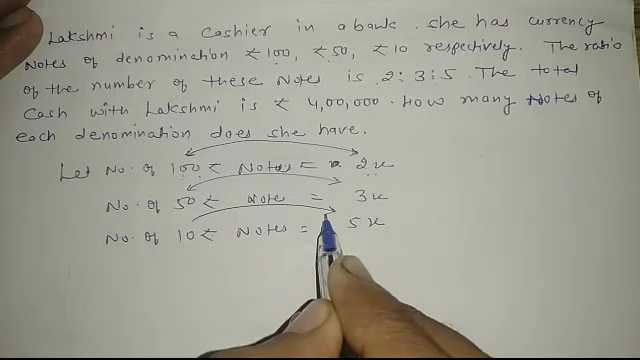 Lakshmi is a cashier in a bank. she has currency
Notes of denomination ₹100, ₹50, ₹10 respectively. The ratio
of the number of these Notes is 2:3:5. The total
Cash with Lakshmi is ₹ 4,00,000. How many Notes of
each denomination does she have.
Let No. of 100 ₹ Notes = 2x
No. of 50 ₹ Notes = 3x
No. of 10 ₹ Notes = 5x